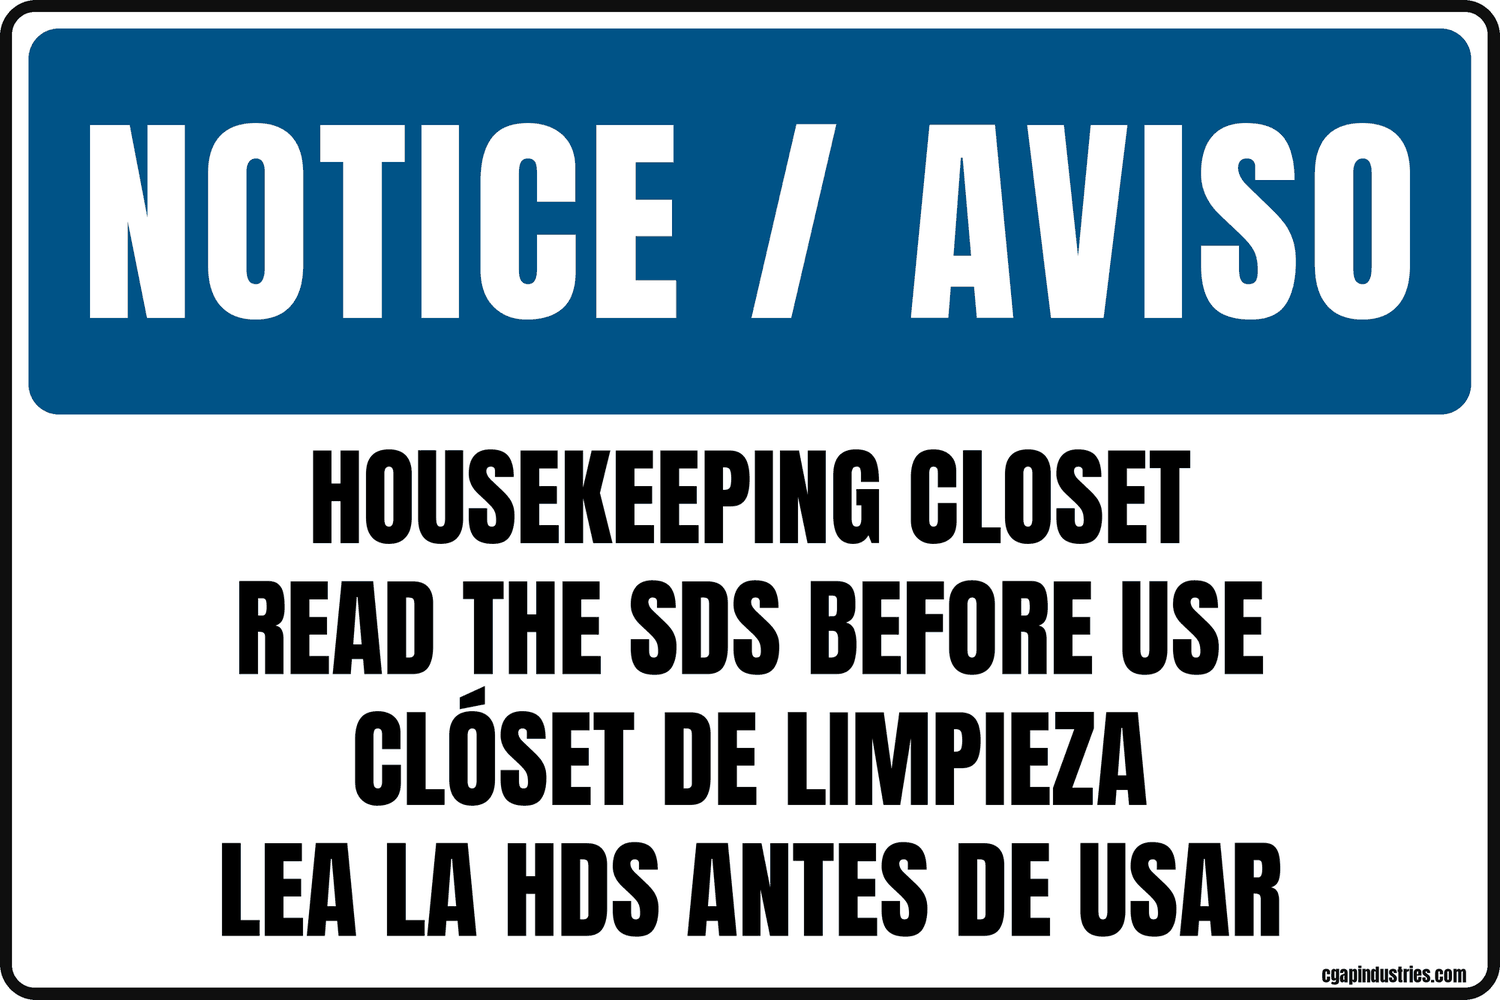 NOTICE / AVISO
HOUSEKEEPING CLOSET
READ THE SDS BEFORE USE
CLÓSET DE LIMPIEZA
LEA LA HDS ANTES DE USAR
cgapindustries.com